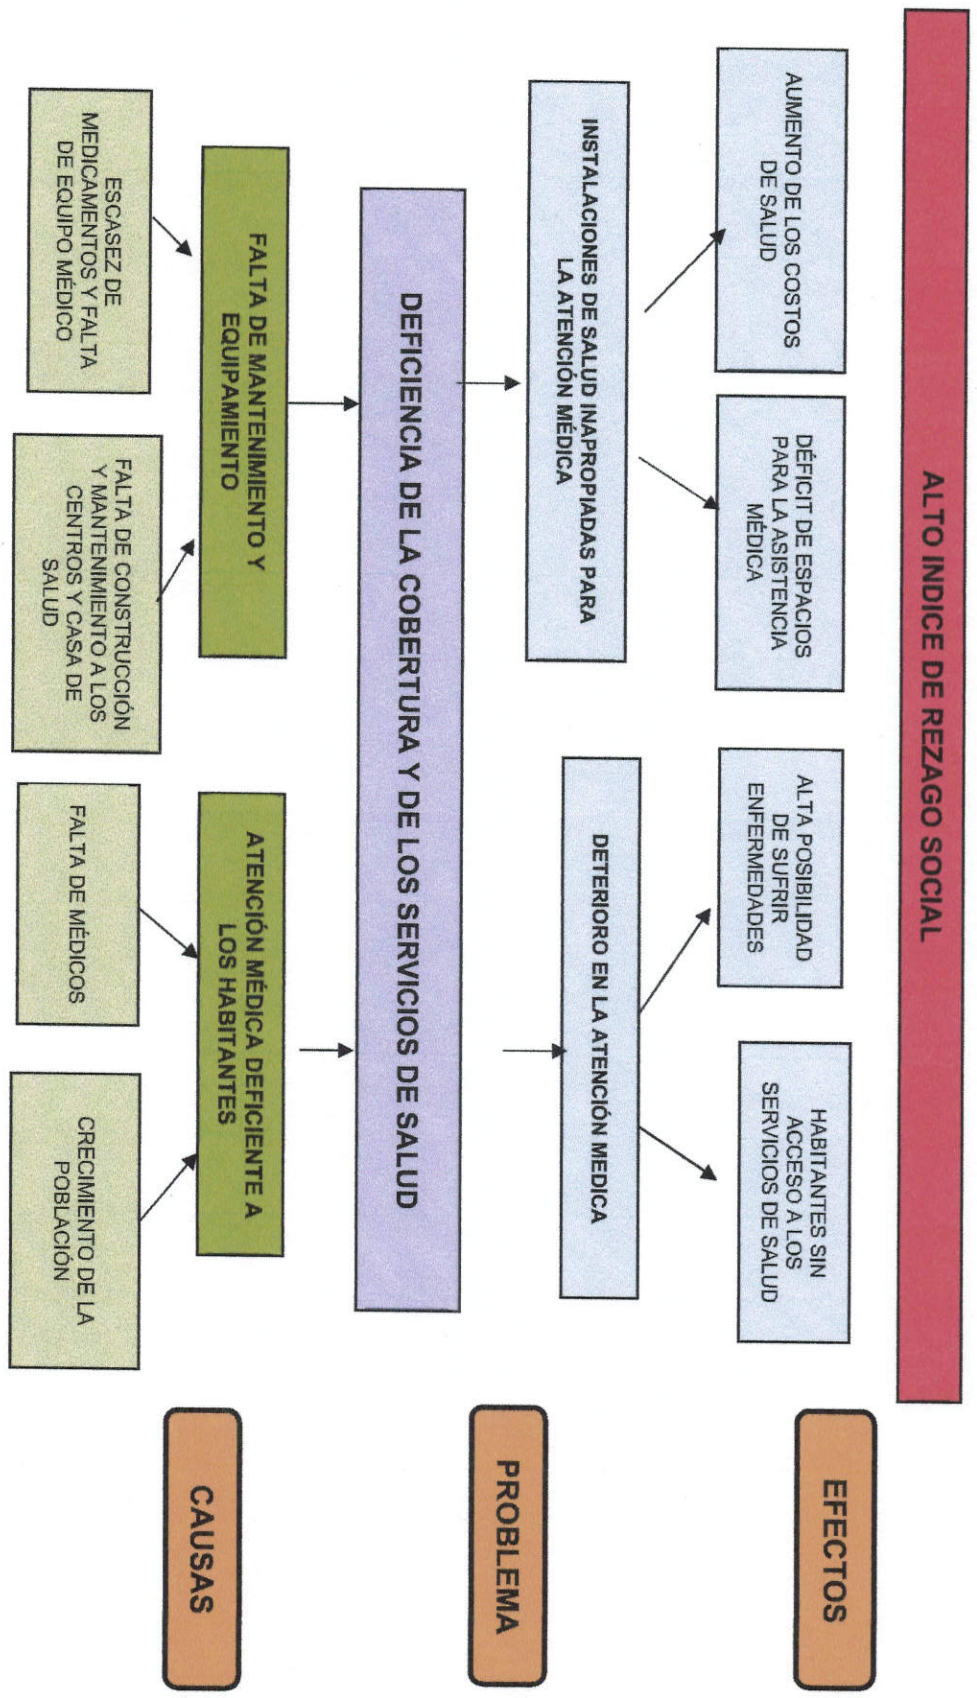 ALTO INDICE DE REZAGO SOCIAL
AUMENTO DE LOS COSTOS
DE SALUD
DÉFICIT DE ESPACIOS
PARA LA ASISTENCIA
MÉDICA
ALTA POSIBILIDAD
DE SUFRIR
ENFERMEDADES
HABITANTES SIN
ACCESO A LOS
SERVICIOS DE SALUD
EFECTOS
INSTALACIONES DE SALUD INAPROPIADAS PARA
LA ATENCIÓN MÉDICA
DETERIORO EN LA ATENCIÓN MEDICA
DEFICIENCIA DE LA COBERTURA Y DE LOS SERVICIOS DE SALUD
PROBLEMA
FALTA DE MANTENIMIENTO Y
EQUIPAMIENTO
ATENCIÓN MÉDICA DEFICIENTE A
LOS HABITANTES
CAUSAS
ESCASEZ DE
MEDICAMENTOS Y FALTA
DE EQUIPO MÉDICO
FALTA DE CONSTRUCCIÓN
Y MANTENIMIENTO A LOS
CENTROS Y CASA DE
SALUD
FALTA DE MÉDICOS
CRECIMIENTO DE LA
POBLACIÓN